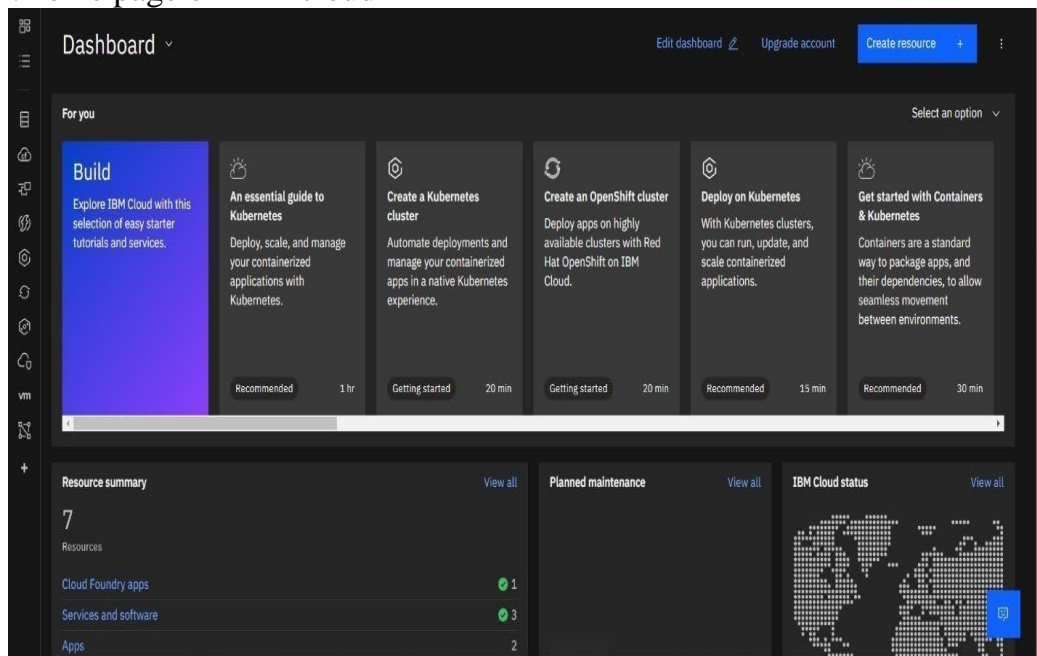 Dashboard
Edit dashboard
Upgrade account
Create resource +
For you
Select an option
Build
Explore IBM Cloud with this
selection of easy starter
tutorials and services.
An essential guide to
Kubernetes
Deploy, scale, and manage
your containerized
applications with
Kubernetes.
Recommended
1 hr
Create a Kubernetes
cluster
Automate deployments and
manage your containerized
apps in a native Kubernetes
experience.
Getting started
20 min
Create an OpenShift cluster
Deploy apps on highly
available clusters with Red
Hat OpenShift on IBM
Cloud.
Getting started
20 min
Deploy on Kubernetes
With Kubernetes clusters,
you can run, update, and
scale containerized
applications.
Recommended
15 min
Get started with Containers
& Kubernetes
Containers are a standard
way to package apps, and
their dependencies, to allow
seamless movement
between environments.
Recommended
30 min
vm
Resource summary
View all
7
Resources
Cloud Foundry apps
1
Services and software
3
Apps
2
Planned maintenance
View all
IBM Cloud status
View all